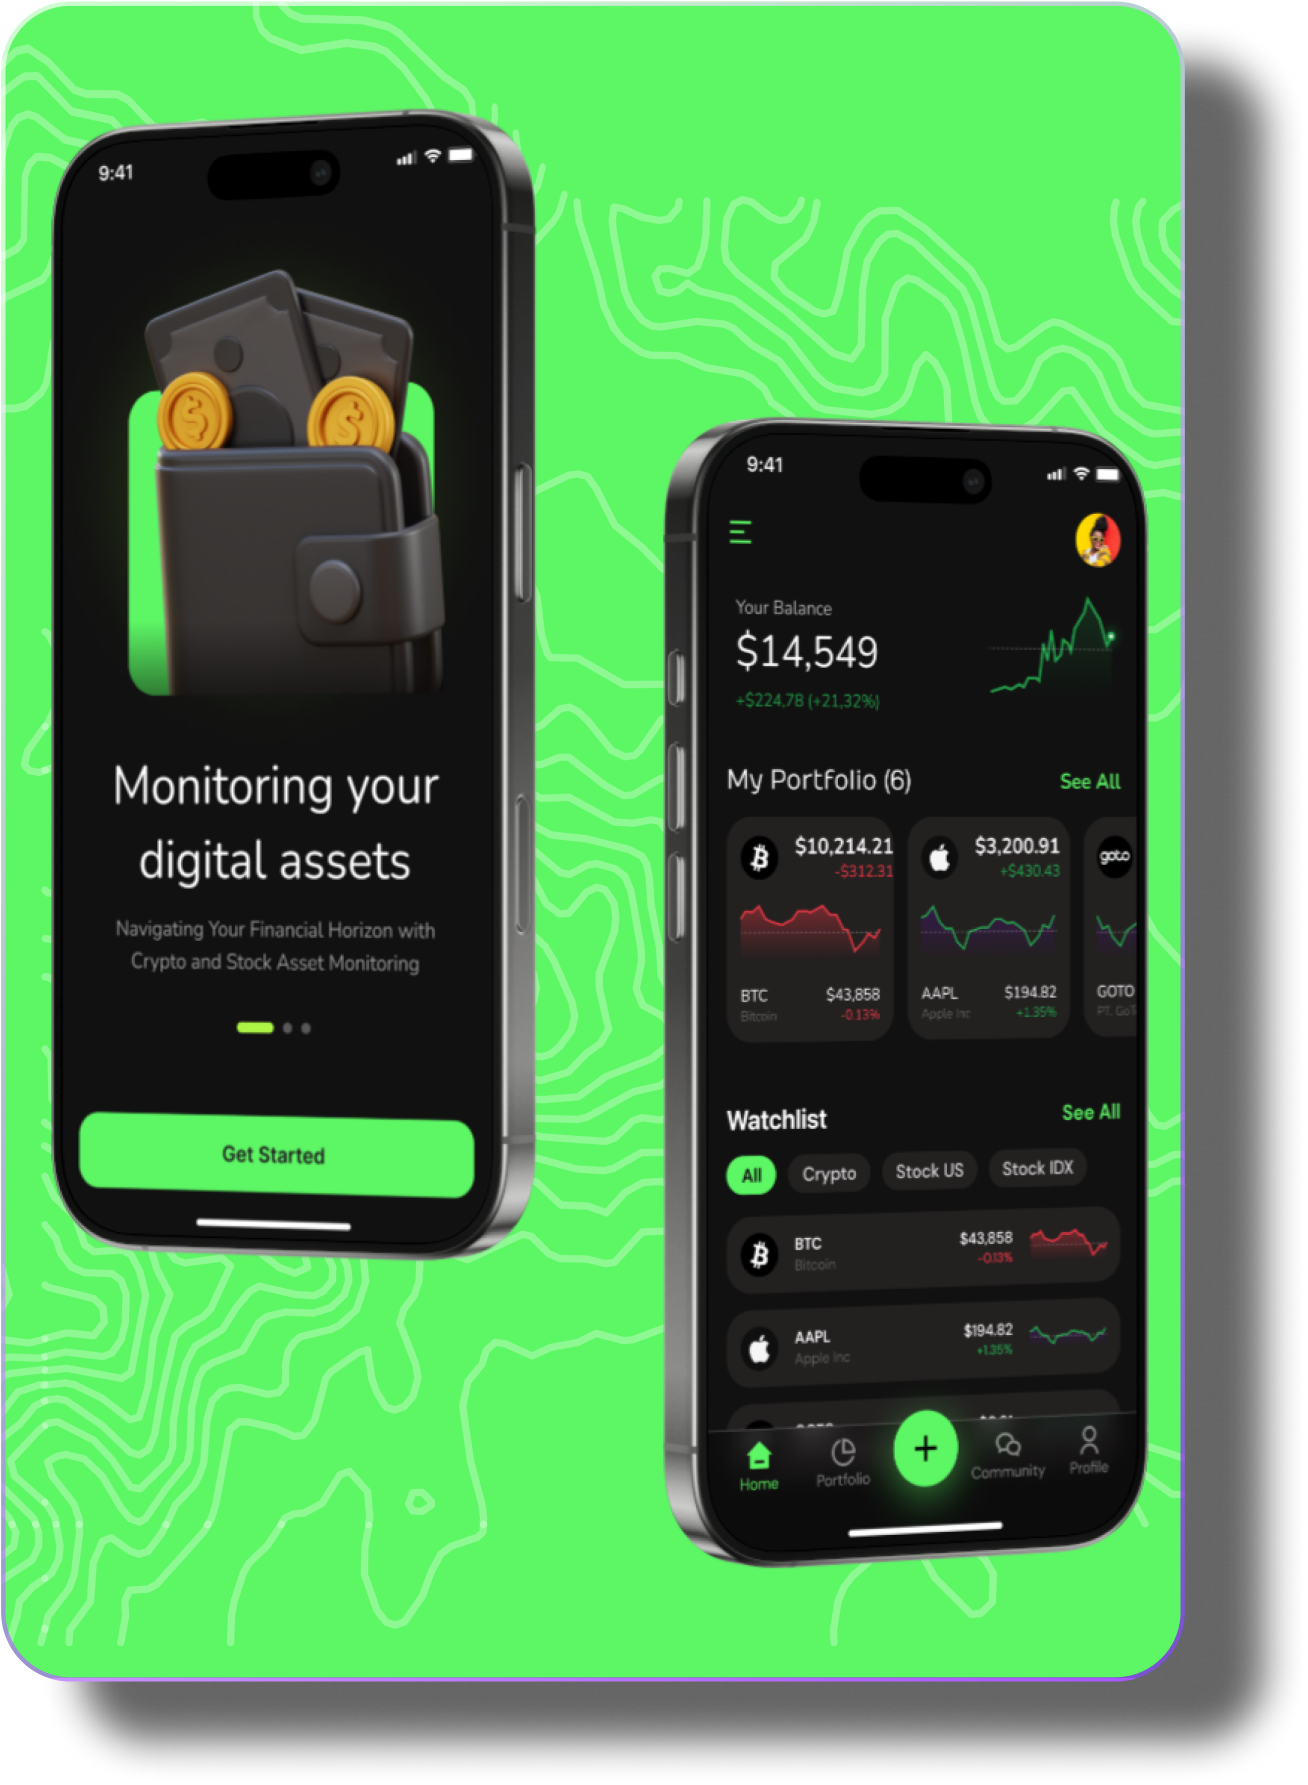 9:41
Monitoring your
digital assets
Navigating Your Financial Horizon with
Crypto and Stock Asset Monitoring
Get Started
9:41
Your Balance
$14,549
+$224,78 (+21,32%)
My Portfolio (6)
See All
$10,214.21
-$312.31
BTC
$43,858
Bitcoin
-0.13%
$3,200.91
+$430.43
AAPL
$194.82
Apple Inc
+1.35%
goto
GOTO
PT. GoT
Watchlist
See All
All
Crypto
Stock US
Stock IDX
BTC
$43,858
Bitcoin
-0.13%
AAPL
$194.82
Apple Inc
+1.35%
Home
Portfolio
Community
Profile